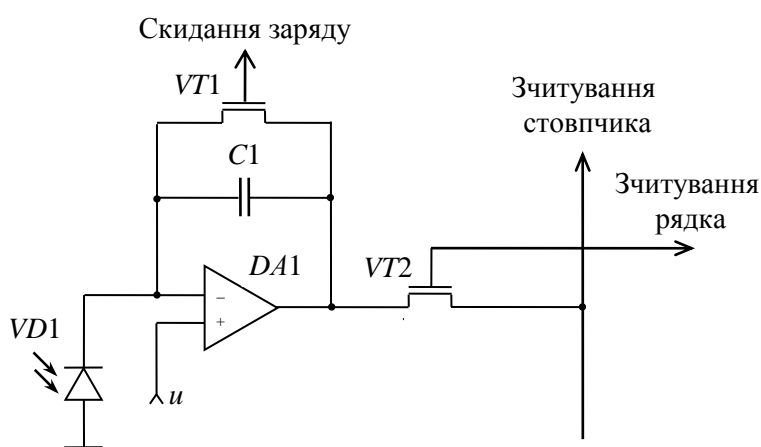 Скидання заряду
VT1
Зчитування
стовпчика
C1
Зчитування
рядка
DA1
VT2
−
+
VD1
u